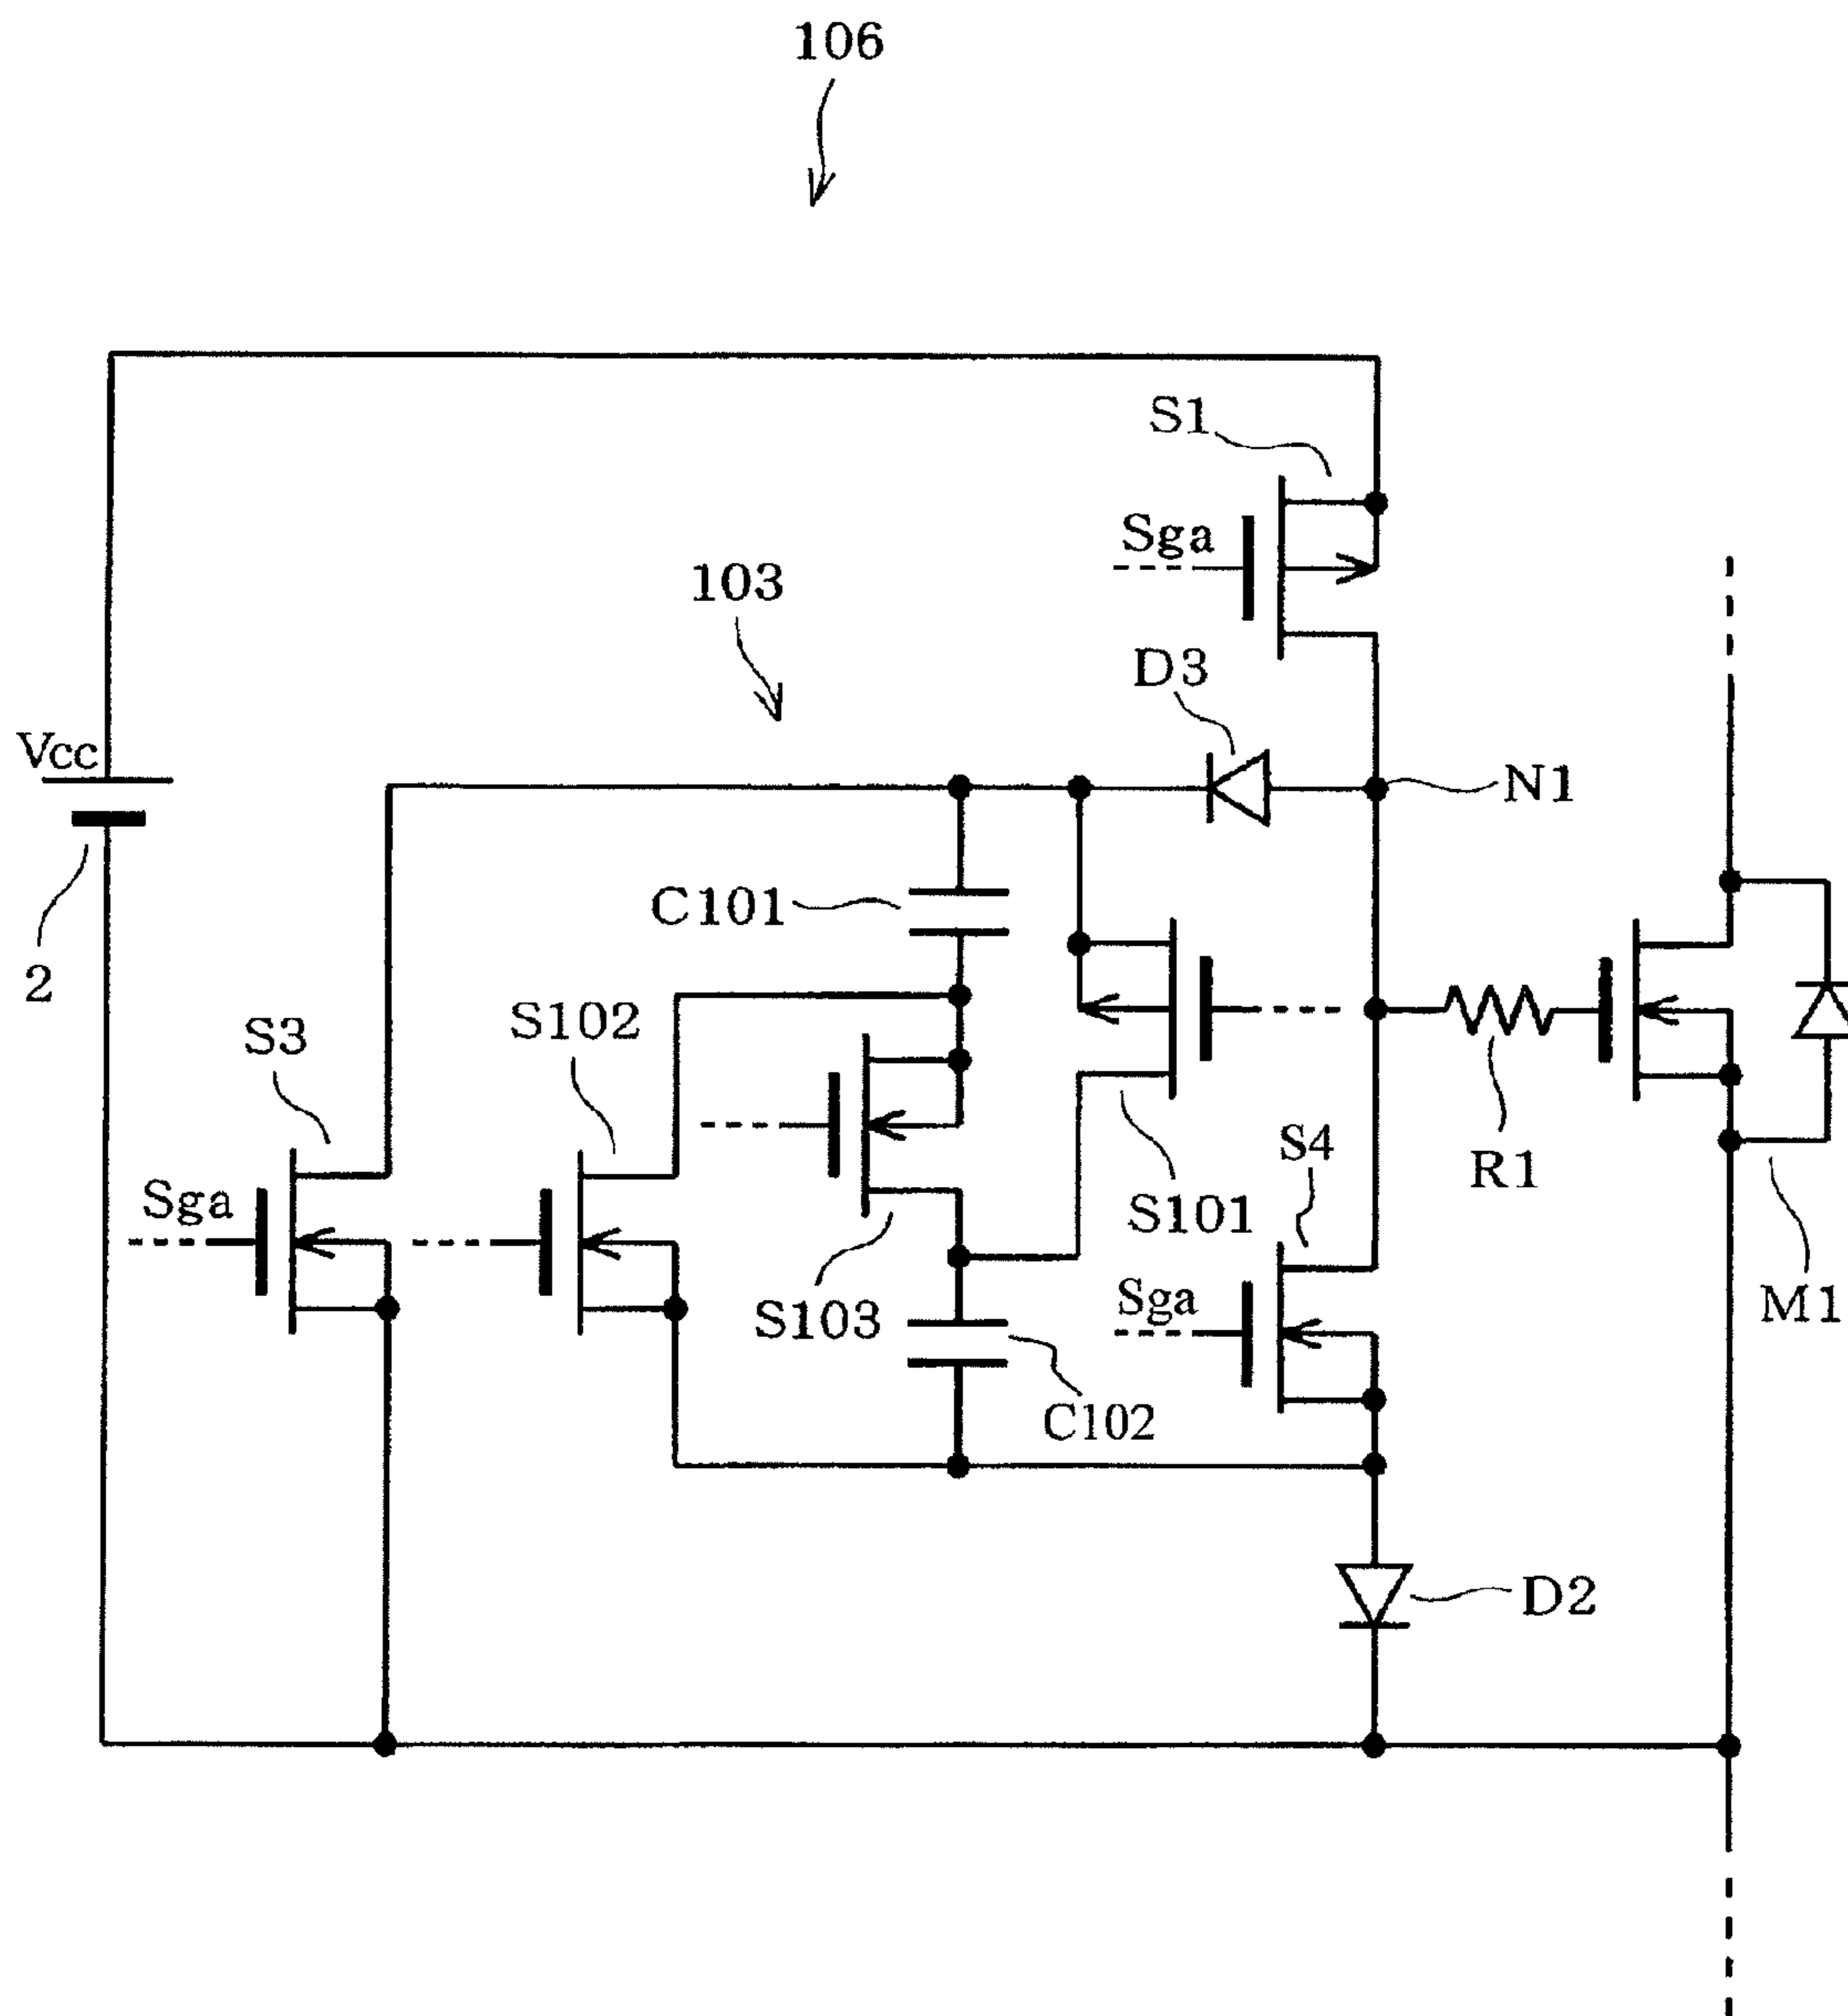 106
S1
Sga
103
D3
Vcc
N1
C101
2
S102
S3
S4
R1
Sga
S101
Sga
M1
S103
C102
D2